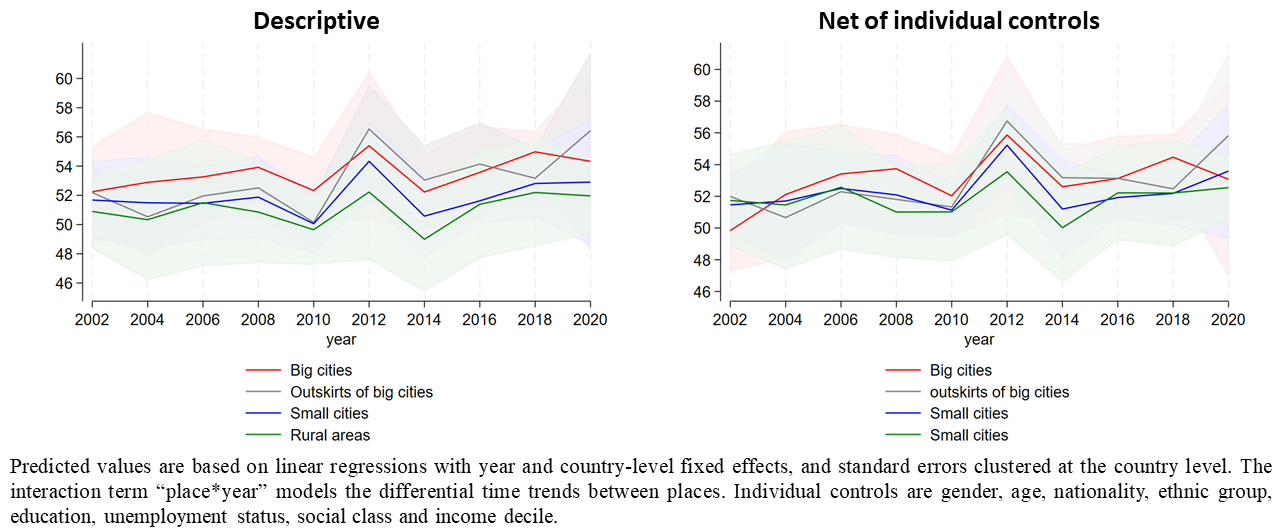 Descriptive
60
58
56
54
52
50
48
46
2002 2004 2006 2008 2010 2012 2014 2016 2018 2020
year
Big cities
Outskirts of big cities
Small cities
Rural areas
Net of individual controls
60
58
56
54
52
50
48
46
2002 2004 2006 2008 2010 2012 2014 2016 2018 2020
year
Big cities
outskirts of big cities
Small cities
Small cities
Predicted values are based on linear regressions with year and country-level fixed effects, and standard errors clustered at the country level. The
interaction term “place*year” models the differential time trends between places. Individual controls are gender, age, nationality, ethnic group,
education, unemployment status, social class and income decile.